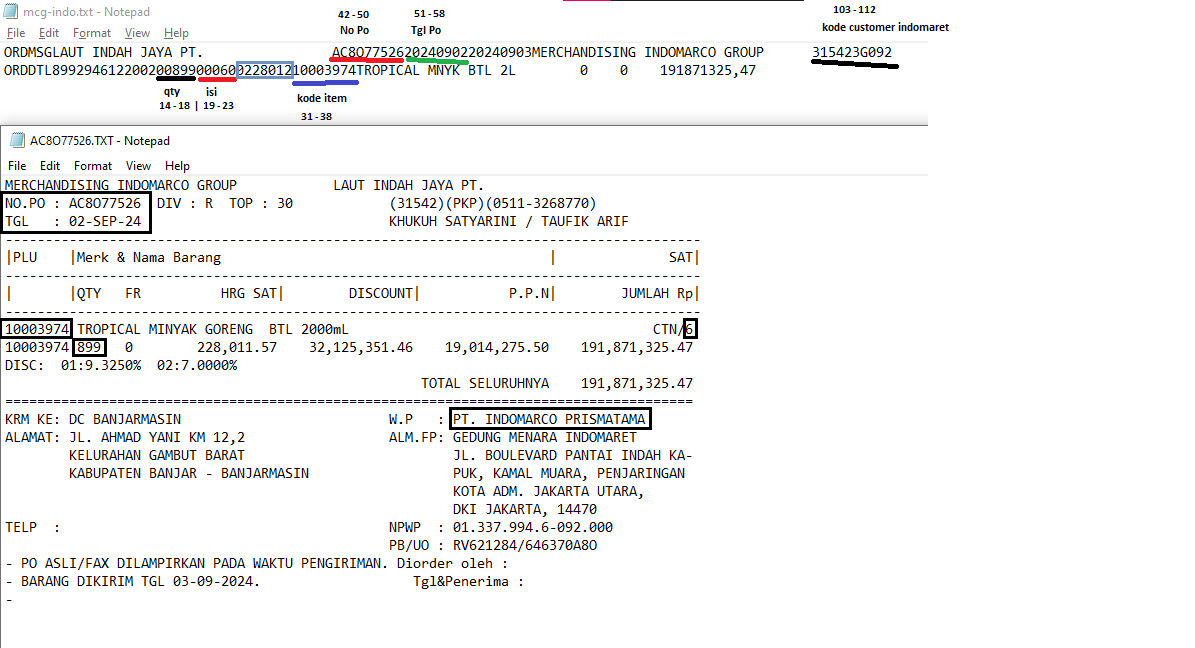 mcg-indo.txt - Notepad
File Edit Format View Help
42 - 50
No Po
51 - 58
Tgl Po
103 - 112
kode customer indomaret
ORDMSGLAUT INDAH JAYA PT. AC8O775262024090220240903MERCHANDISING INDOMARCO GROUP 315423G092
ORDDTL89929461220020089900060022801210003974TROPICAL MNYK BTL 2L 0 0 191871325,47
qty
14 - 18
isi
| 19 - 23
kode item
31 - 38
AC8O77526.TXT - Notepad
File Edit Format View Help
MERCHANDISING INDOMARCO GROUP LAUT INDAH JAYA PT.
NO.PO : AC8O77526 DIV : R TOP : 30 (31542)(PKP)(0511-3268770)
TGL : 02-SEP-24 KHUKUH SATYARINI / TAUFIK ARIF
---------------------------------------------------------------------------------------
|PLU |Merk & Nama Barang | SAT|
---------------------------------------------------------------------------------------
| |QTY FR HRG SAT| DISCOUNT| P.P.N| JUMLAH Rp|
---------------------------------------------------------------------------------------
10003974 TROPICAL MINYAK GORENG BTL 2000mL CTN/6
10003974 899 0 228,011.57 32,125,351.46 19,014,275.50 191,871,325.47
DISC: 01:9.3250% 02:7.0000%
TOTAL SELURUHNYA 191,871,325.47
======================================================================================
KRM KE: DC BANJARMASIN W.P : PT. INDOMARCO PRISMATAMA
ALAMAT: JL. AHMAD YANI KM 12,2 ALM.FP: GEDUNG MENARA INDOMARET
KELURAHAN GAMBUT BARAT JL. BOULEVARD PANTAI INDAH KA-
KABUPATEN BANJAR - BANJARMASIN PUK, KAMAL MUARA, PENJARINGAN
KOTA ADM. JAKARTA UTARA,
DKI JAKARTA, 14470
TELP : NPWP : 01.337.994.6-092.000
PB/UO : RV621284/646370A8O
- PO ASLI/FAX DILAMPIRKAN PADA WAKTU PENGIRIMAN. Diorder oleh :
- BARANG DIKIRIM TGL 03-09-2024. Tgl&Penerima :
-